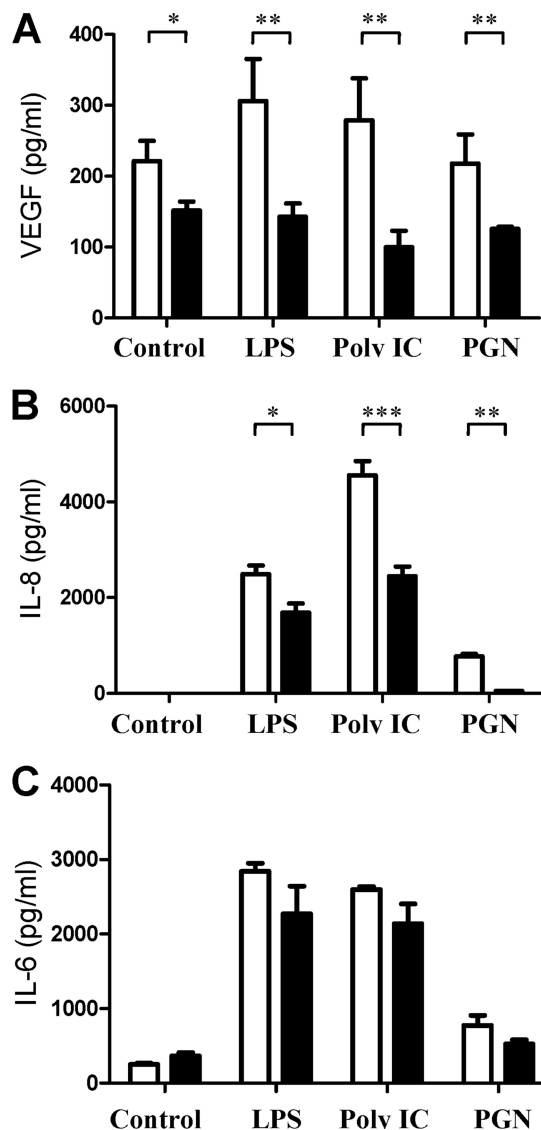 A
* ** ** **
400
300
200
100
0
VEGF (pg/ml)
Control LPS Polv IC PGN
B
* *** **
6000
4000
2000
0
IL-8 (pg/ml)
Control LPS Polv IC PGN
C
4000
3000
2000
1000
0
IL-6 (pg/ml)
Control LPS Polv IC PGN